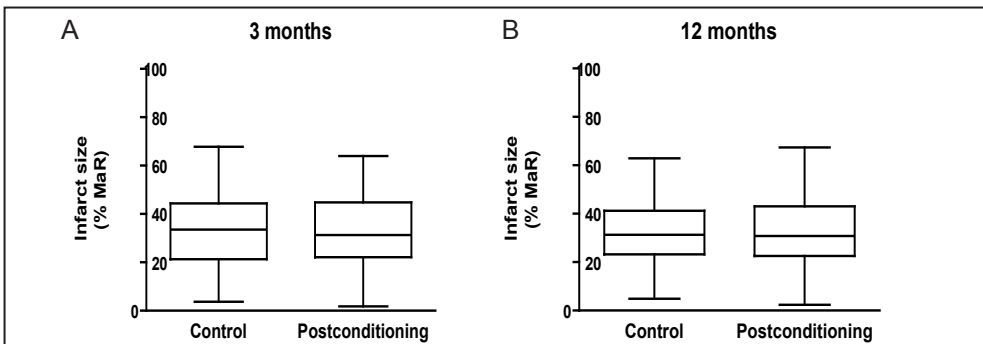 A
3 months
Infarct size
(% MaR)
100
80
60
40
20
0
Control
Postconditioning
B
12 months
Infarct size
(% MaR)
100
80
60
40
20
0
Control
Postconditioning